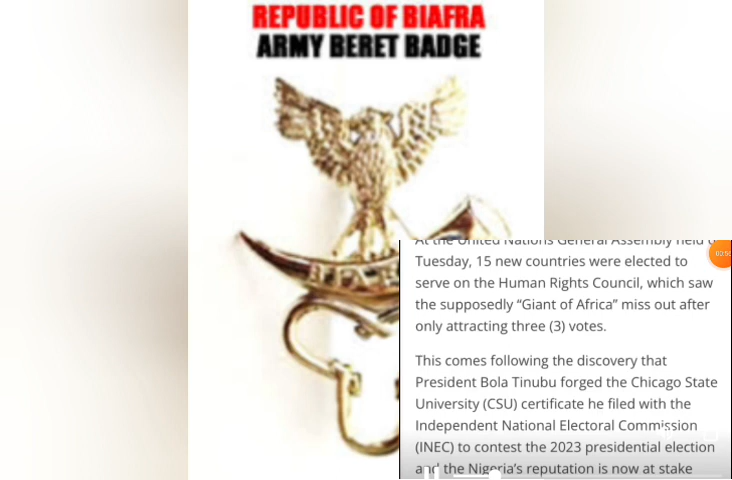 REPUBLIC OF BIAFRA
ARMY BERET BADGE
At the United Nations General Assembly held
Tuesday, 15 new countries were elected to
serve on the Human Rights Council, which saw
the supposedly “Giant of Africa” miss out after
only attracting three (3) votes.
This comes following the discovery that
President Bola Tinubu forged the Chicago State
University (CSU) certificate he filed with the
Independent National Electoral Commission
(INEC) to contest the 2023 presidential election
and the Nigeria’s reputation is now at stake